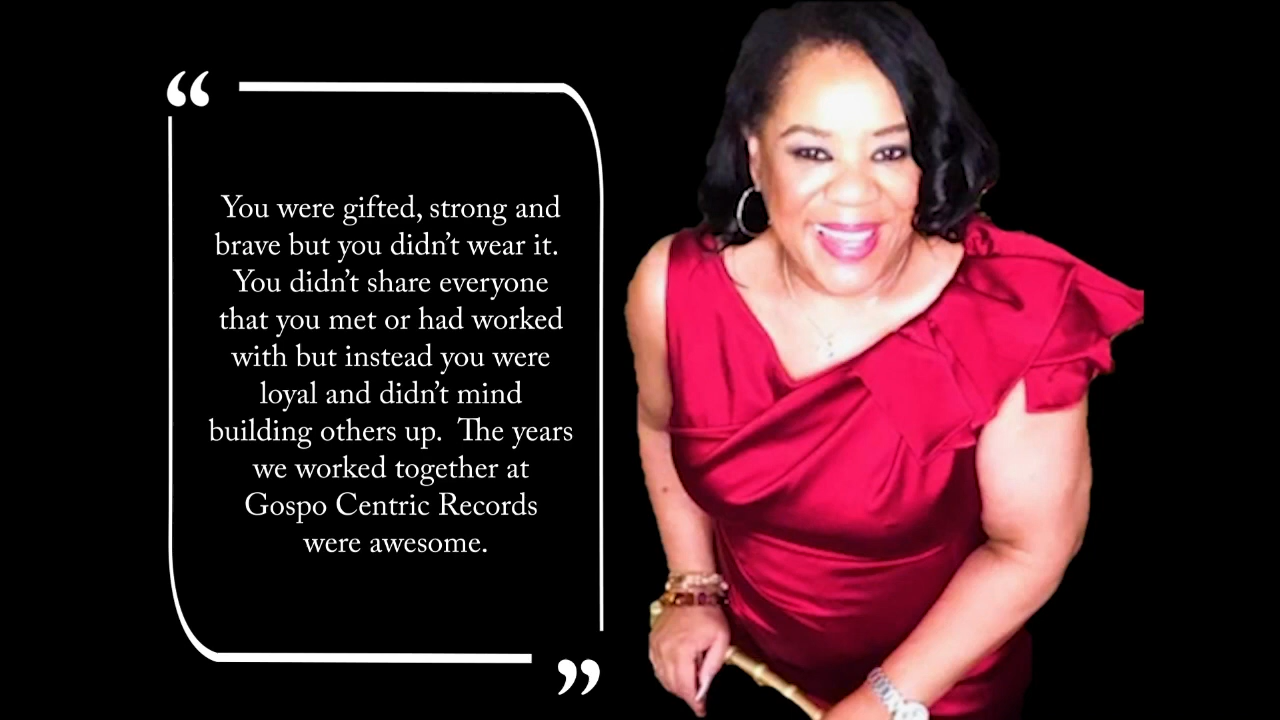 “
You were gifted, strong and
brave but you didn’t wear it.
You didn’t share everyone
that you met or had worked
with but instead you were
loyal and didn’t mind
building others up.  The years
we worked together at
Gospo Centric Records
were awesome.
”